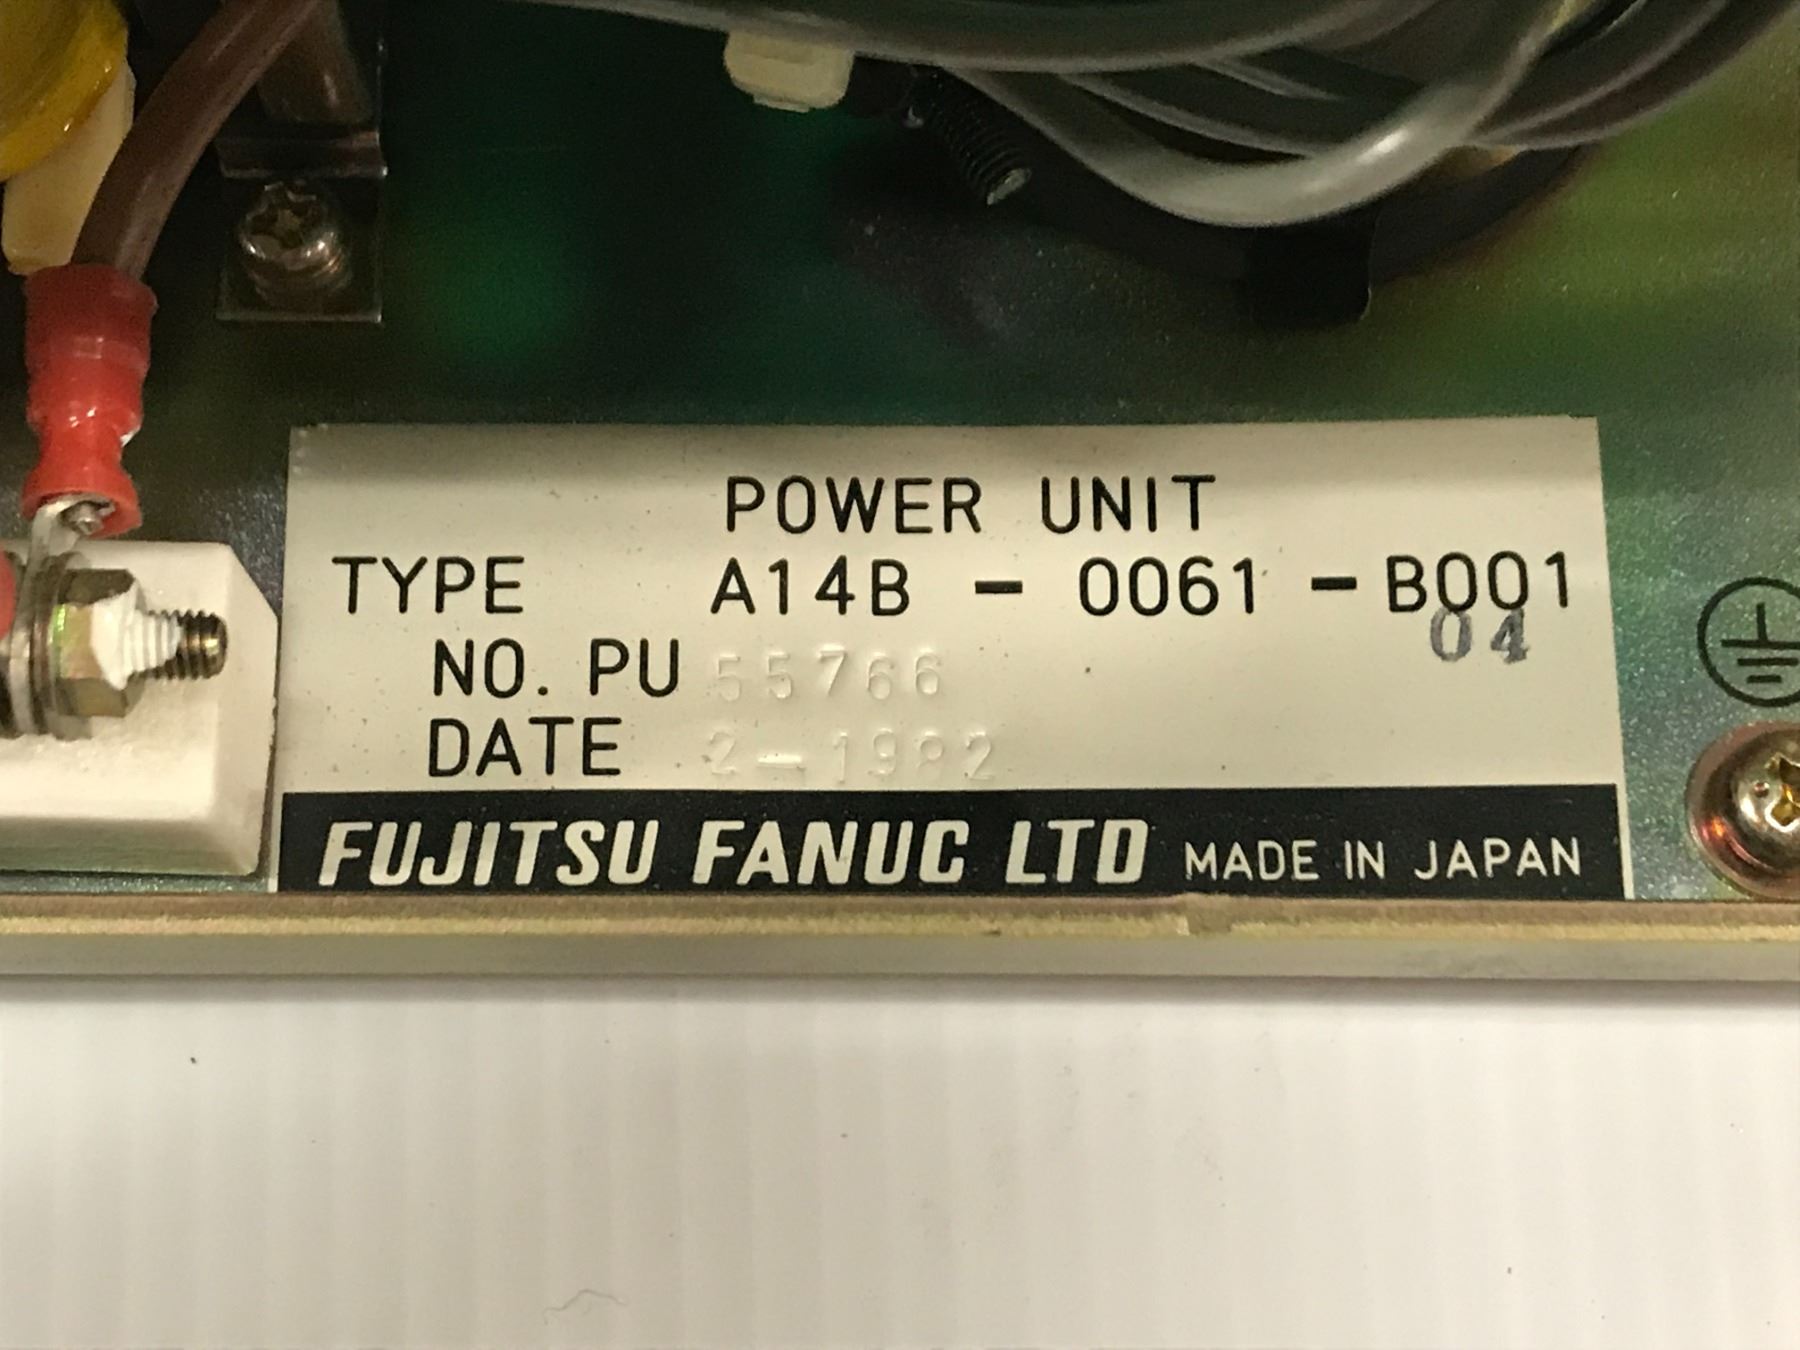 POWER UNIT
TYPE A14B - 0061 - B001
04
NO. PU 55766
DATE 2-1982
FUJITSU FANUC LTD MADE IN JAPAN